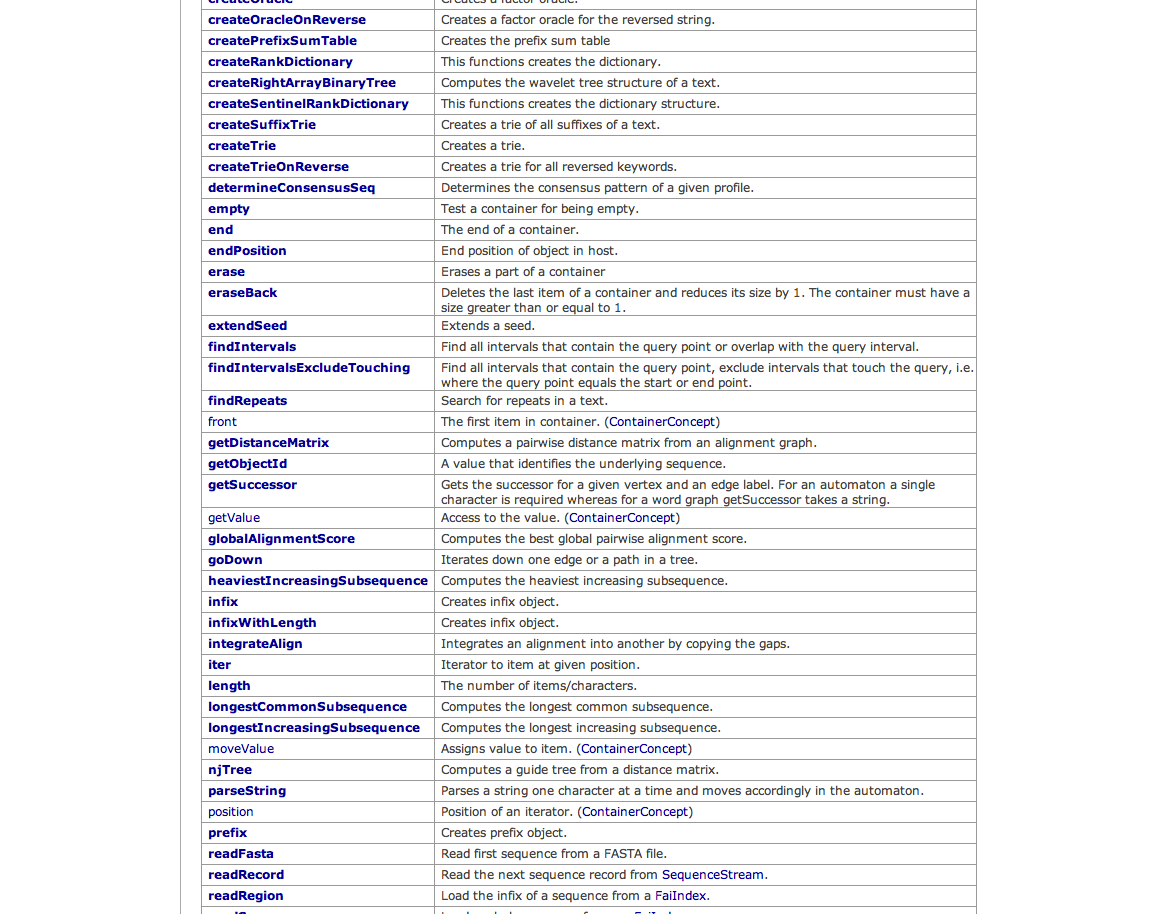 createOracle Creates a factor oracle.
createOracleOnReverse Creates a factor oracle for the reversed string.
createPrefixSumTable Creates the prefix sum table
createRankDictionary This functions creates the dictionary.
createRightArrayBinaryTree Computes the wavelet tree structure of a text.
createSentinelRankDictionary This functions creates the dictionary structure.
createSuffixTrie Creates a trie of all suffixes of a text.
createTrie Creates a trie.
createTrieOnReverse Creates a trie for all reversed keywords.
determineConsensusSeq Determines the consensus pattern of a given profile.
empty Test a container for being empty.
end The end of a container.
endPosition End position of object in host.
erase Erases a part of a container
eraseBack Deletes the last item of a container and reduces its size by 1. The container must have a
size greater than or equal to 1.
extendSeed Extends a seed.
findIntervals Find all intervals that contain the query point or overlap with the query interval.
findIntervalsExcludeTouching Find all intervals that contain the query point, exclude intervals that touch the query, i.e.
where the query point equals the start or end point.
findRepeats Search for repeats in a text.
front The first item in container. (ContainerConcept)
getDistanceMatrix Computes a pairwise distance matrix from an alignment graph.
getObjectId A value that identifies the underlying sequence.
getSuccessor Gets the successor for a given vertex and an edge label. For an automaton a single
character is required whereas for a word graph getSuccessor takes a string.
getValue Access to the value. (ContainerConcept)
globalAlignmentScore Computes the best global pairwise alignment score.
goDown Iterates down one edge or a path in a tree.
heaviestIncreasingSubsequence Computes the heaviest increasing subsequence.
infix Creates infix object.
infixWithLength Creates infix object.
integrateAlign Integrates an alignment into another by copying the gaps.
iter Iterator to item at given position.
length The number of items/characters.
longestCommonSubsequence Computes the longest common subsequence.
longestIncreasingSubsequence Computes the longest increasing subsequence.
moveValue Assigns value to item. (ContainerConcept)
njTree Computes a guide tree from a distance matrix.
parseString Parses a string one character at a time and moves accordingly in the automaton.
position Position of an iterator. (ContainerConcept)
prefix Creates prefix object.
readFasta Read first sequence from a FASTA file.
readRecord Read the next sequence record from SequenceStream.
readRegion Load the infix of a sequence from a FaiIndex.